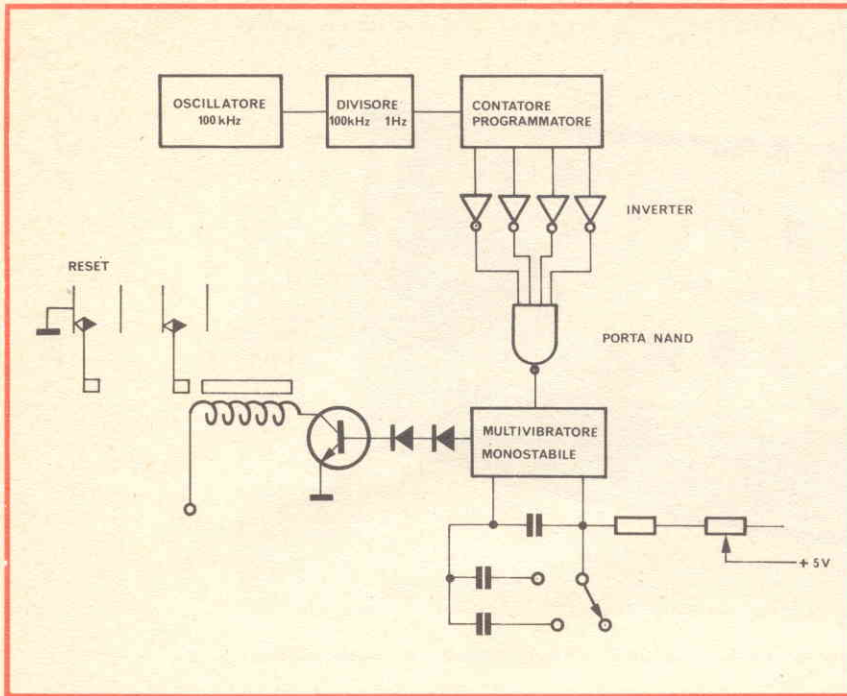 OSCILLATORE
100 kHz
DIVISORE
100kHz 1Hz
CONTATORE
PROGRAMMATORE
INVERTER
RESET
PORTA NAND
MULTIVIBRATORE
MONOSTABILE
+ 5V